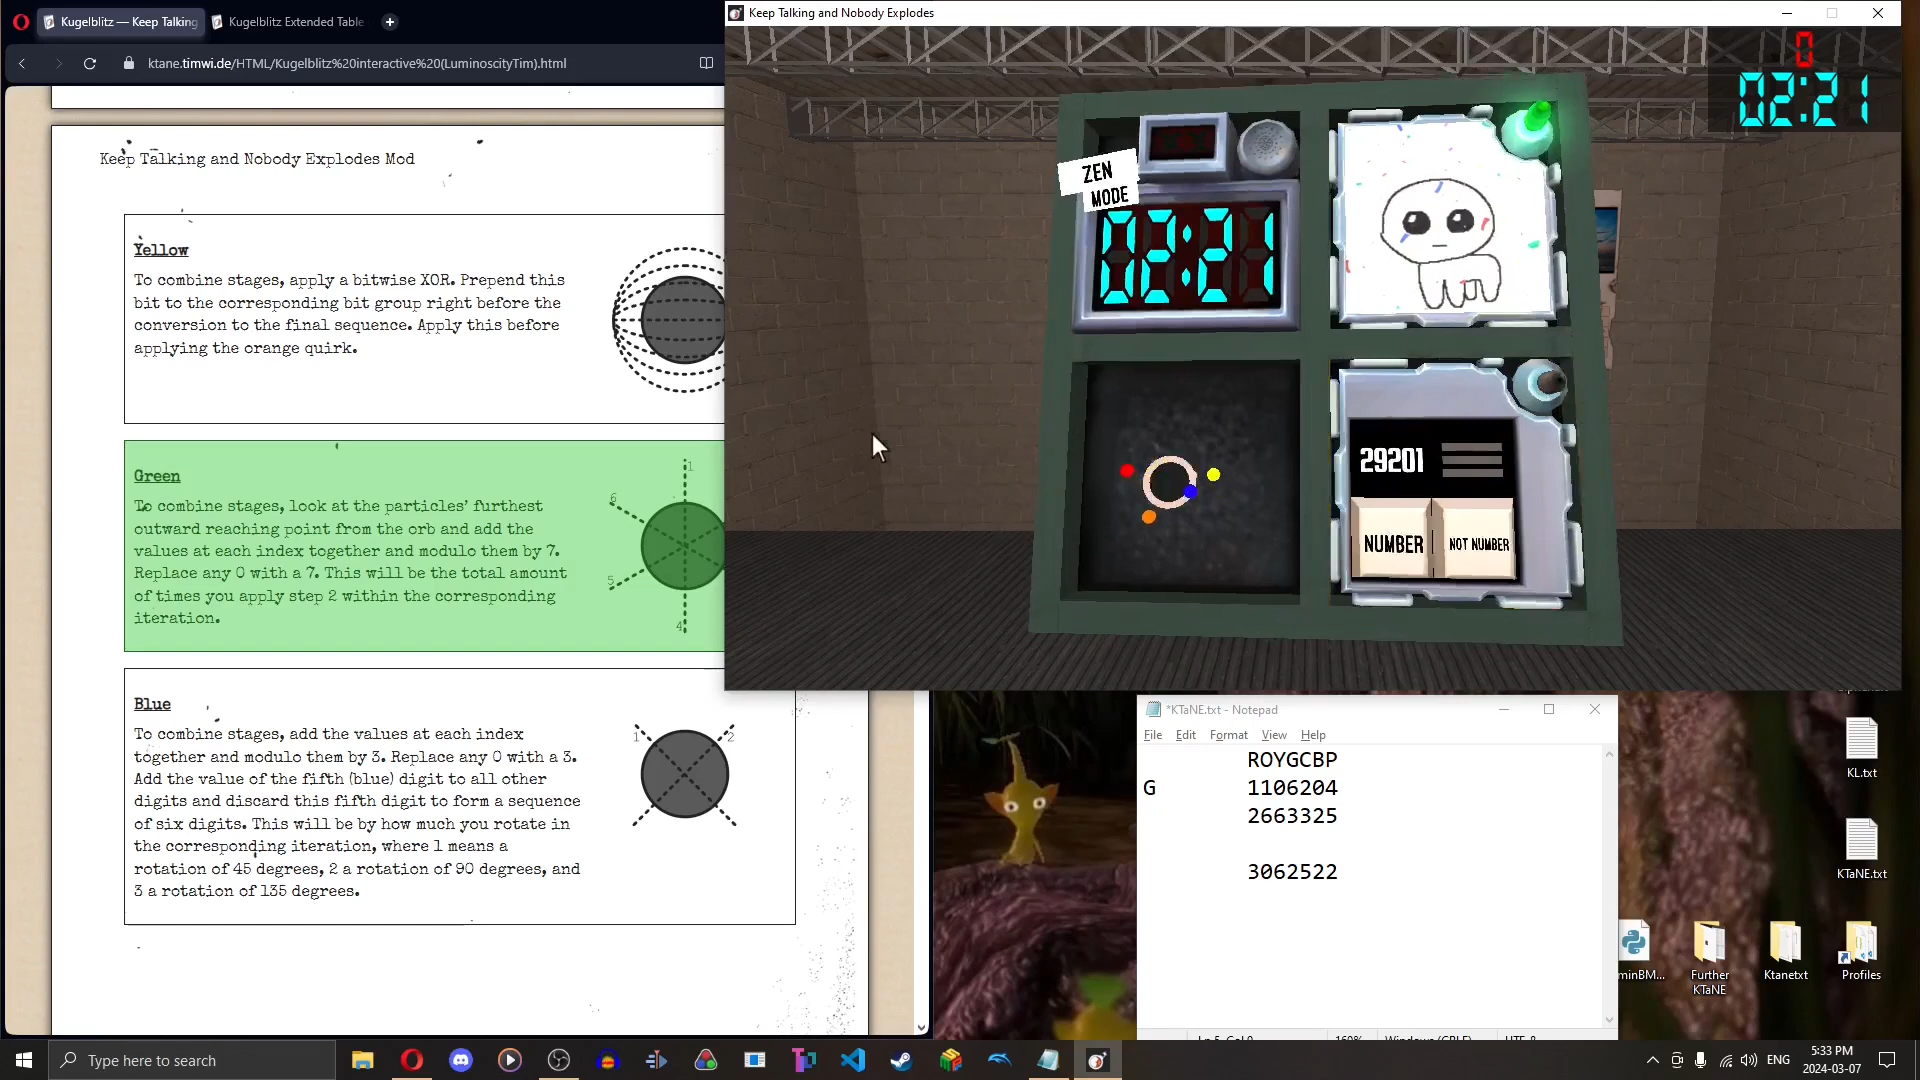 Kugelblitz — Keep Talking
Kugelblitz Extended Table
ktane.timwi.de/HTML/Kugelblitz%20interactive%20(LuminoscityTim).html
Keep Talking and Nobody Explodes Mod
Yellow
To combine stages, apply a bitwise XOR. Prepend this
bit to the corresponding bit group right before the
conversion to the final sequence. Apply this before
applying the orange quirk.
Green
To combine stages, look at the particles’ furthest
outward reaching point from the orb and add the
values at each index together and modulo them by 7.
Replace any 0 with a 7. This will be the total amount
of times you apply step 2 within the corresponding
iteration.
1
6
5
4
Blue
To combine stages, add the values at each index
together and modulo them by 3. Replace any 0 with a 3.
Add the value of the fifth (blue) digit to all other
digits and discard this fifth digit to form a sequence
of six digits. This will be by how much you rotate in
the corresponding iteration, where 1 means a
rotation of 45 degrees, 2 a rotation of 90 degrees, and
3 a rotation of 135 degrees.
1
2
Keep Talking and Nobody Explodes
0
02:21
ZEN
MODE
02:21
29201
NUMBER
NOT NUMBER
*KTaNE.txt - Notepad
File Edit Format View Help
ROYGCBP
G 1106204
2663325
3062522
KL.txt
KTaNE.txt
minBM...
Further
KTaNE
Ktanetxt
Profiles
Type here to search
ENG
5:33 PM
2024-03-07